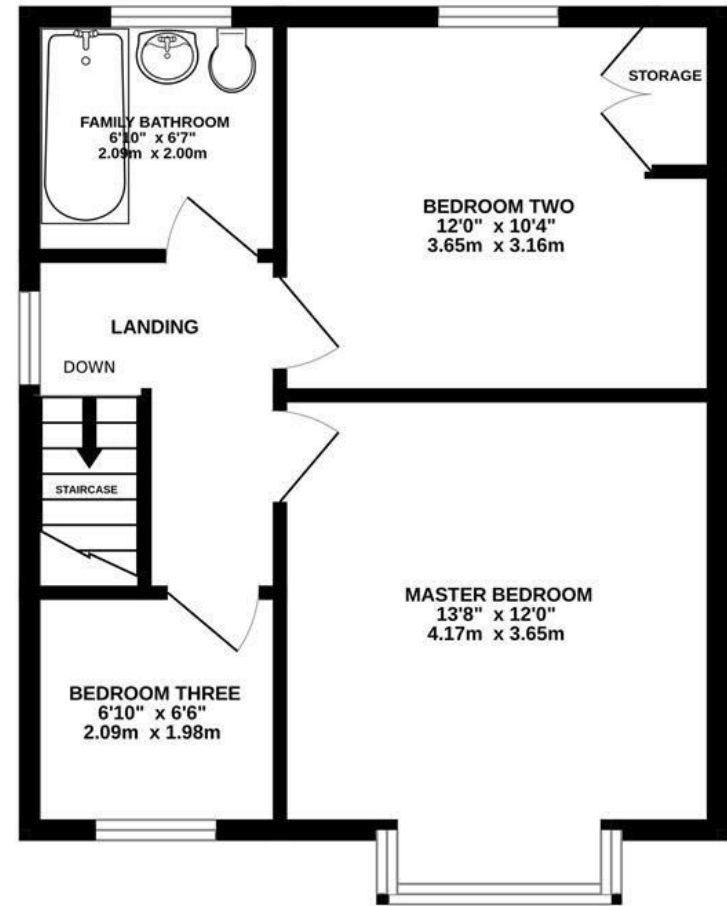 STORAGE
FAMILY BATHROOM
6'10" x 6'7"
2.09m x 2.00m
BEDROOM TWO
12'0" x 10'4"
3.65m x 3.16m
LANDING
DOWN
STAIRCASE
MASTER BEDROOM
13'8" x 12'0"
4.17m x 3.65m
BEDROOM THREE
6'10" x 6'6"
2.09m x 1.98m